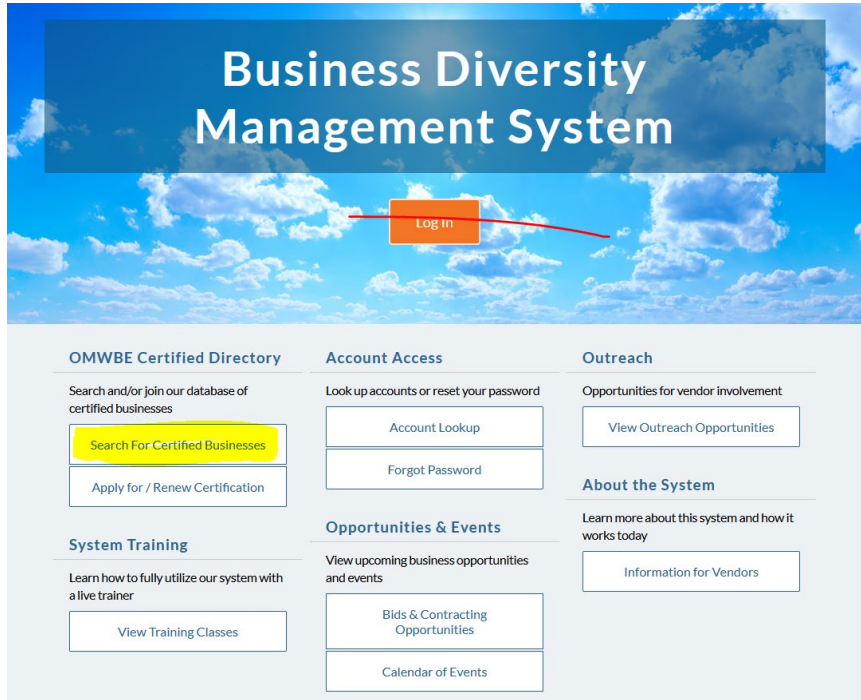 Business Diversity
Management System
Log In
OMWBE Certified Directory
Search and/or join our database of
certified businesses
Search For Certified Businesses
Apply for / Renew Certification
System Training
Learn how to fully utilize our system with
a live trainer
View Training Classes
Account Access
Look up accounts or reset your password
Account Lookup
Forgot Password
Opportunities & Events
View upcoming business opportunities
and events
Bids & Contracting
Opportunities
Calendar of Events
Outreach
Opportunities for vendor involvement
View Outreach Opportunities
About the System
Learn more about this system and how it
works today
Information for Vendors